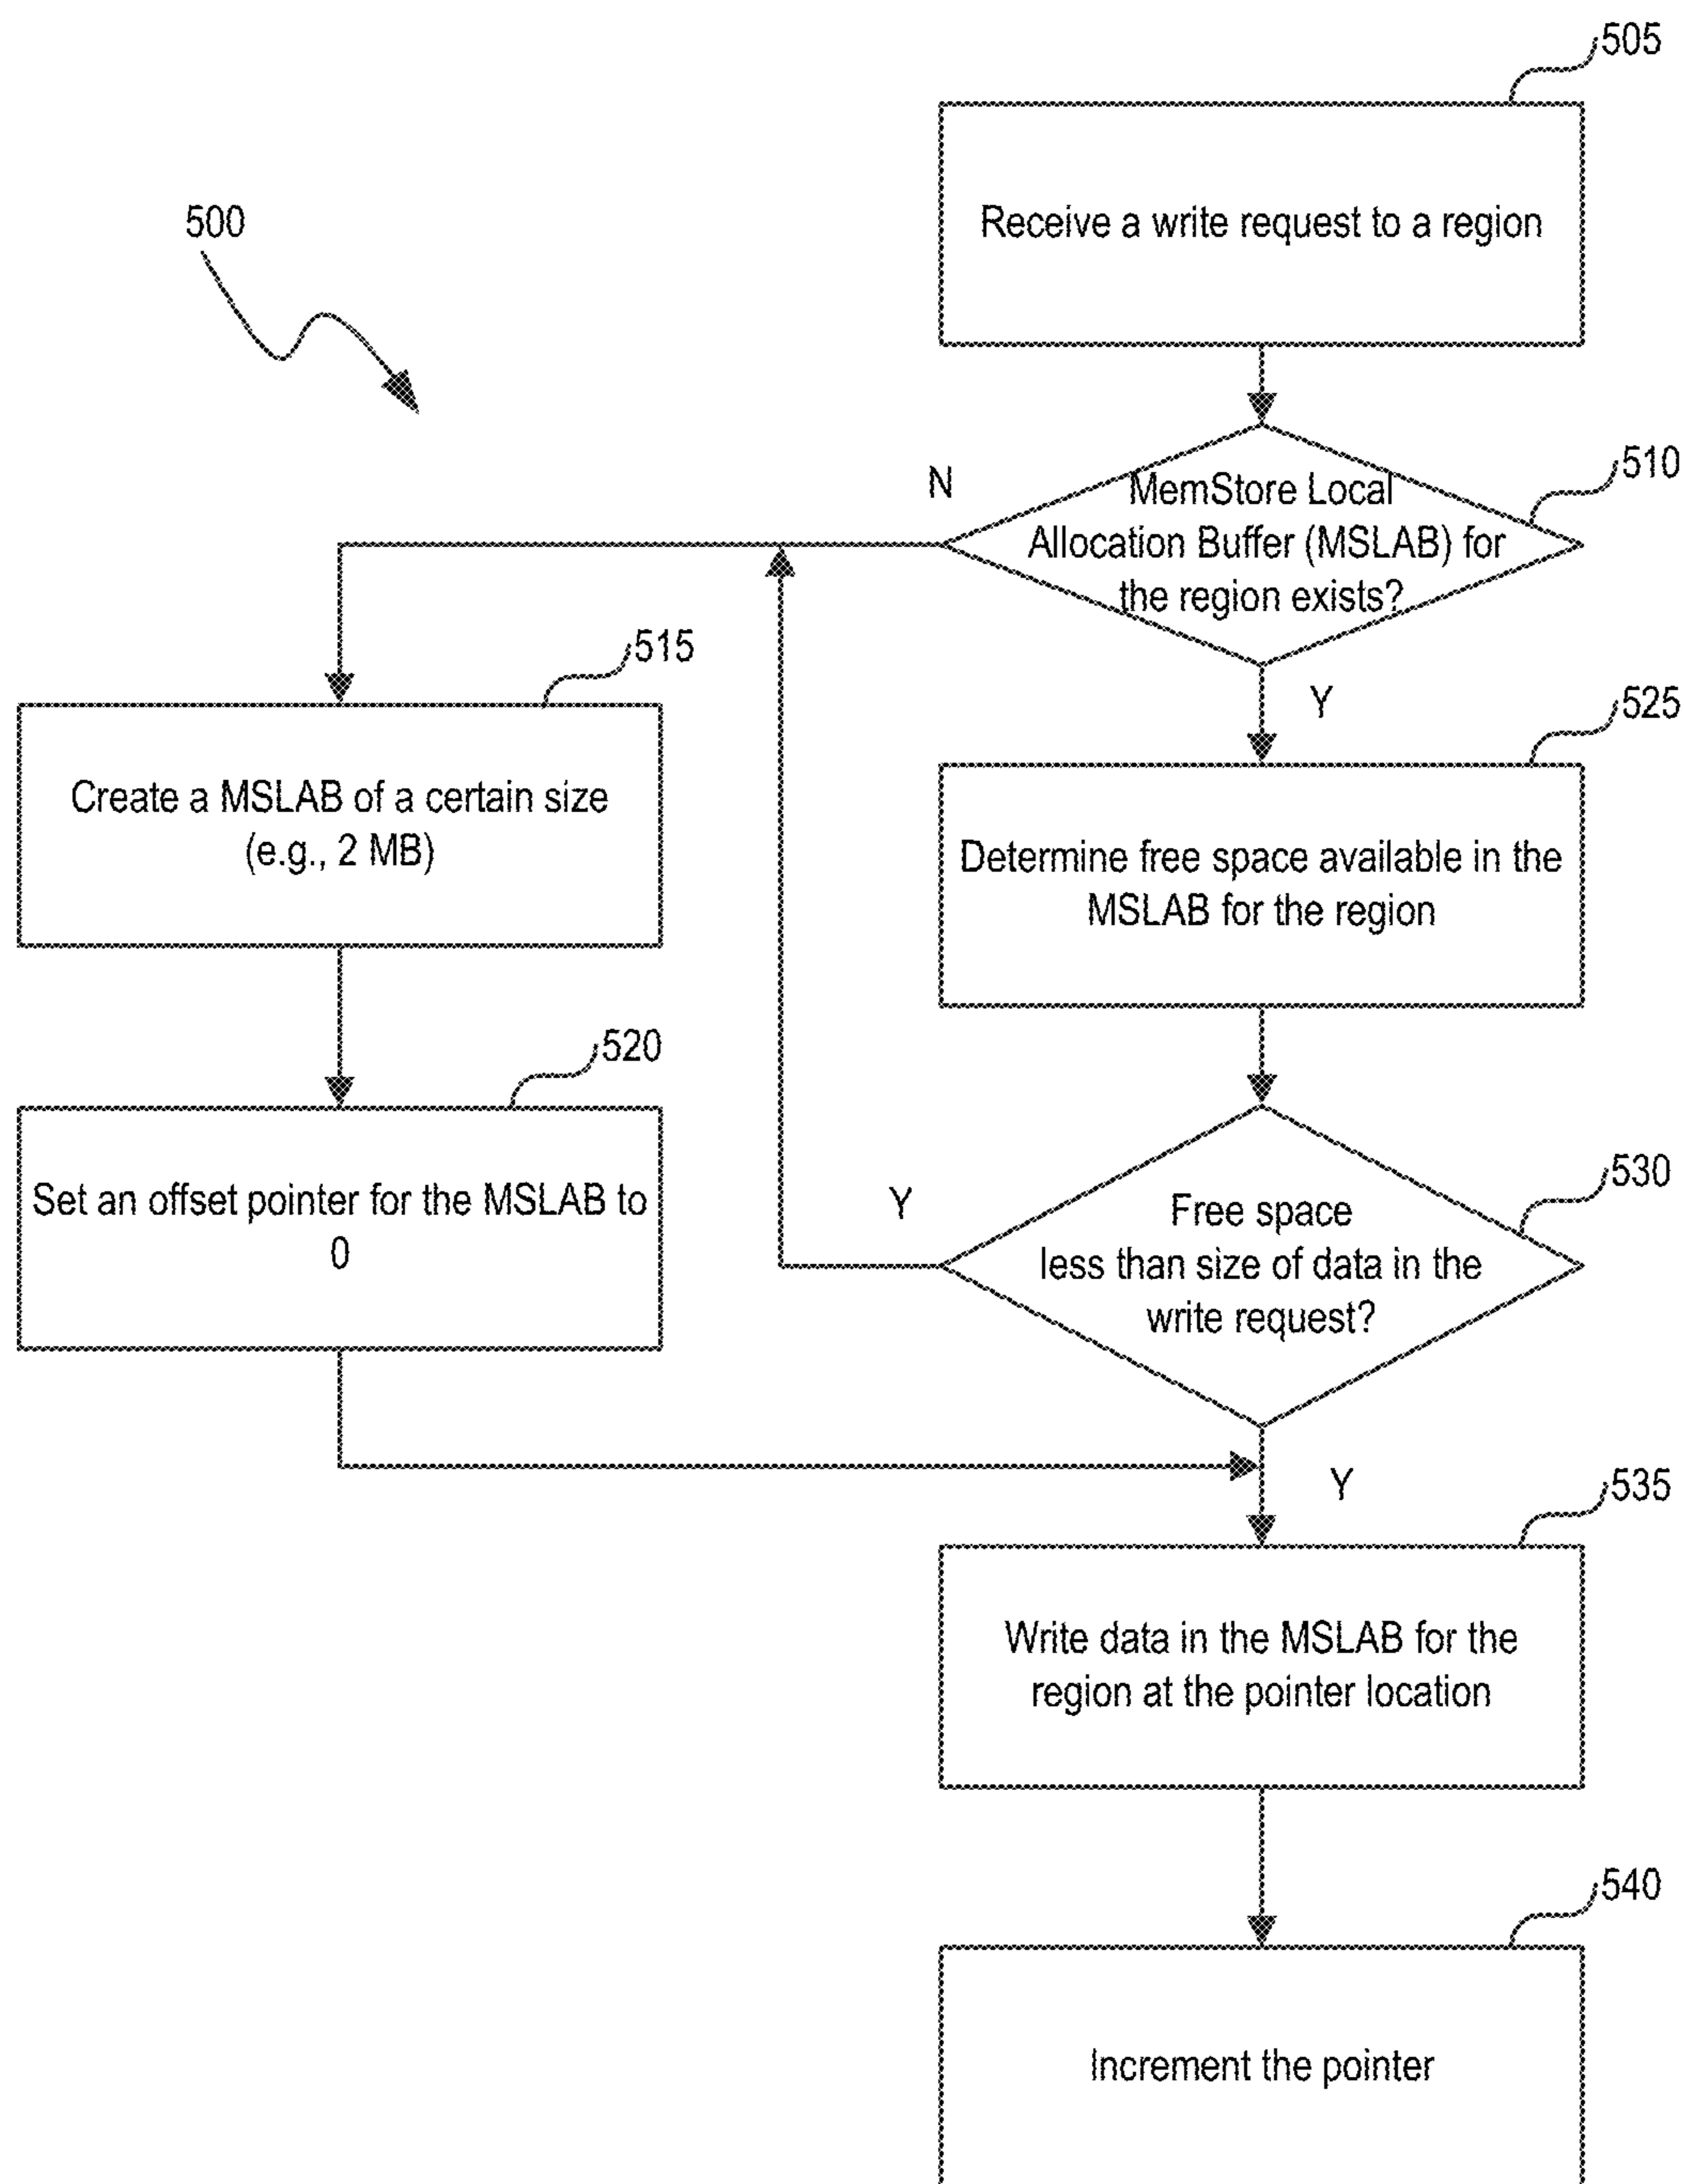 505
Receive a write request to a region
500
510
N
MemStore Local
Allocation Buffer (MSLAB) for
the region exists?
515
Create a MSLAB of a certain size
(e.g., 2 MB)
Y
525
Determine free space available in the
MSLAB for the region
520
Set an offset pointer for the MSLAB to
0
530
Y
Free space
less than size of data in the
write request?
Y
535
Write data in the MSLAB for the
region at the pointer location
540
Increment the pointer